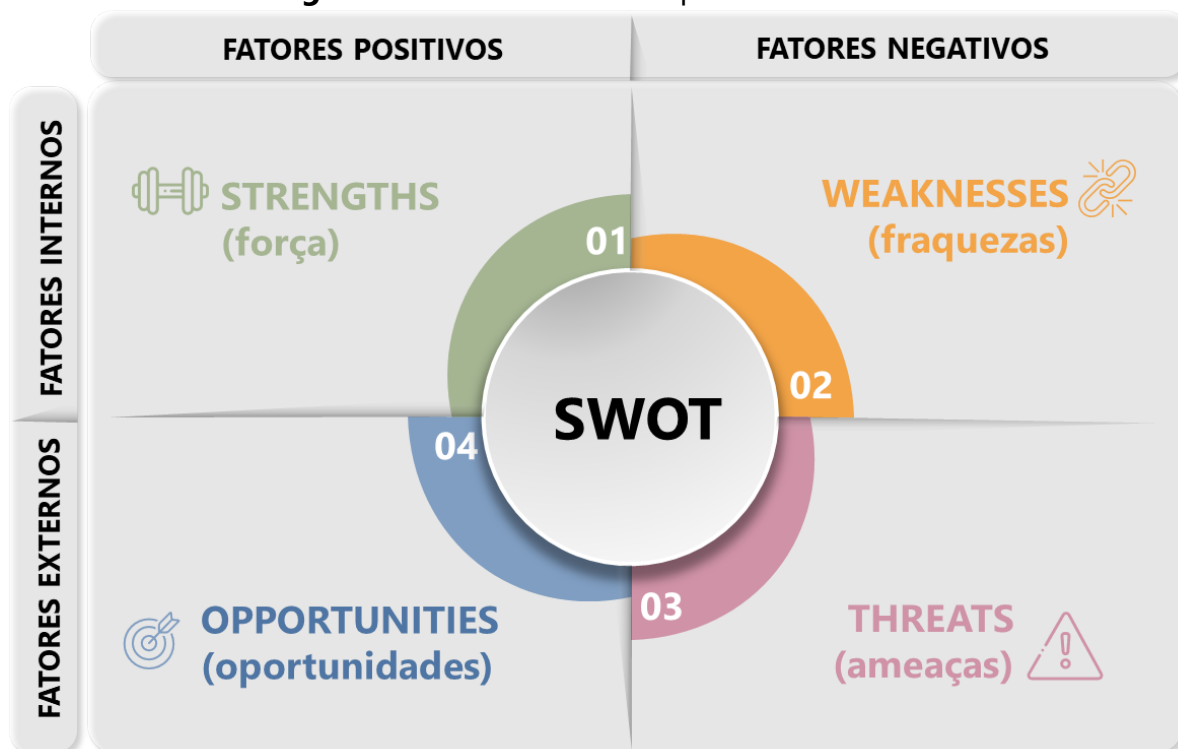 FATORES POSITIVOS
FATORES NEGATIVOS
FATORES INTERNOS
STRENGTHS
(força)
01
WEAKNESSES
(fraquezas)
02
SWOT
FATORES EXTERNOS
04
OPPORTUNITIES
(oportunidades)
03
THREATS
(ameaças)